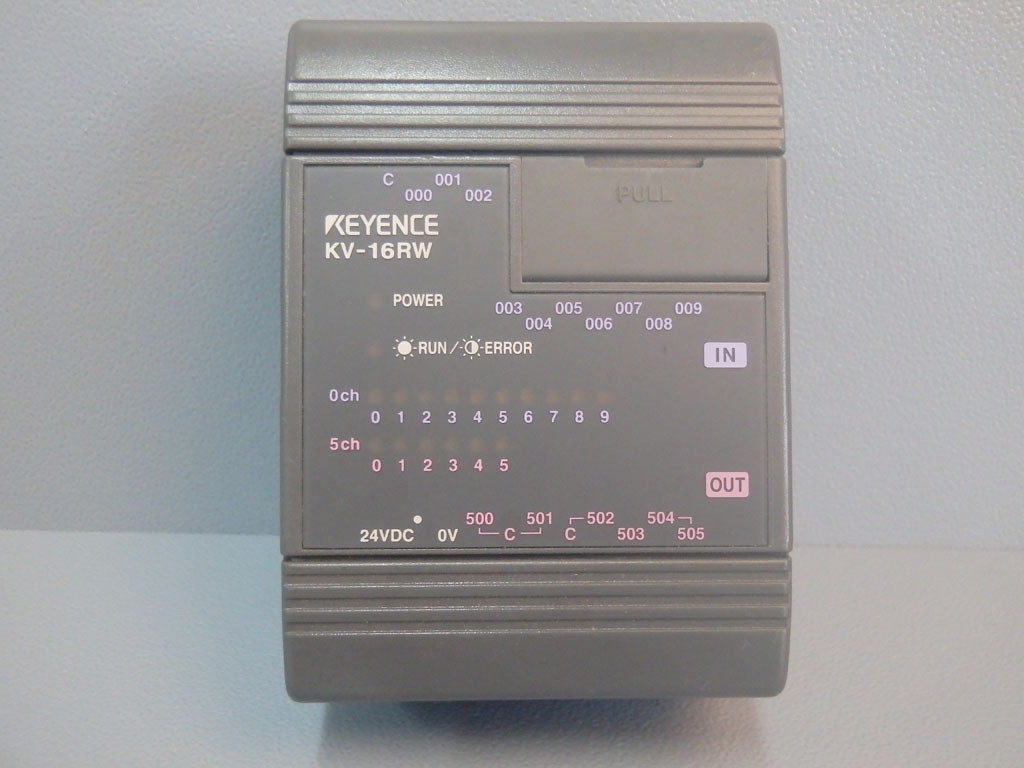 C 001
000 002
PULL
KEYENCE
KV-16RW
POWER
003 005 007 009
004 006 008
RUN / ERROR
IN
0ch
0 1 2 3 4 5 6 7 8 9
5ch
0 1 2 3 4 5
OUT
500 501 502 504
24VDC 0V C C 503 505